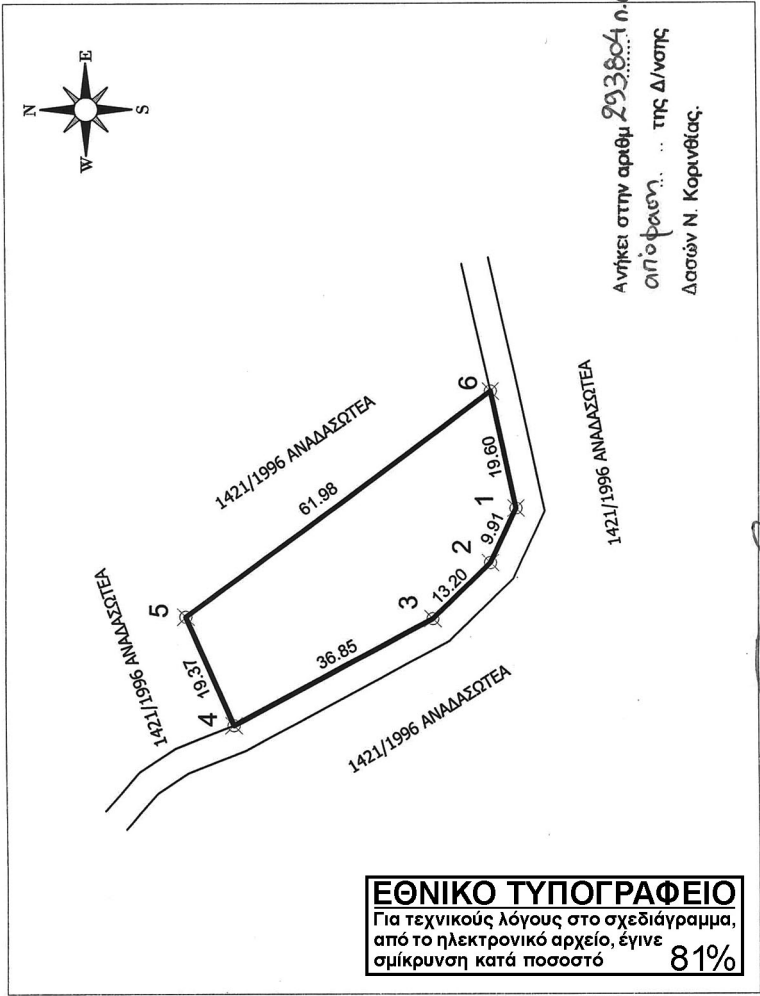 N
W
E
S
Ανήκει στην αριθμ 293804 π.
απόφαση ... της Δ/νσης
Δασών Ν. Κορινθίας.
1421/1996 ΑΝΑΔΑΣΩΤΕΑ
1421/1996 ΑΝΑΔΑΣΩΤΕΑ
5
61.98
19.37
4
36.85
3
13.20
2
9.91
1
19.60
6
1421/1996 ΑΝΑΔΑΣΩΤΕΑ
1421/1996 ΑΝΑΔΑΣΩΤΕΑ
ΕΘΝΙΚΟ ΤΥΠΟΓΡΑΦΕΙΟ
Για τεχνικούς λόγους στο σχεδιάγραμμα,
από το ηλεκτρονικό αρχείο, έγινε
σμίκρυνση κατά ποσοστό 81%